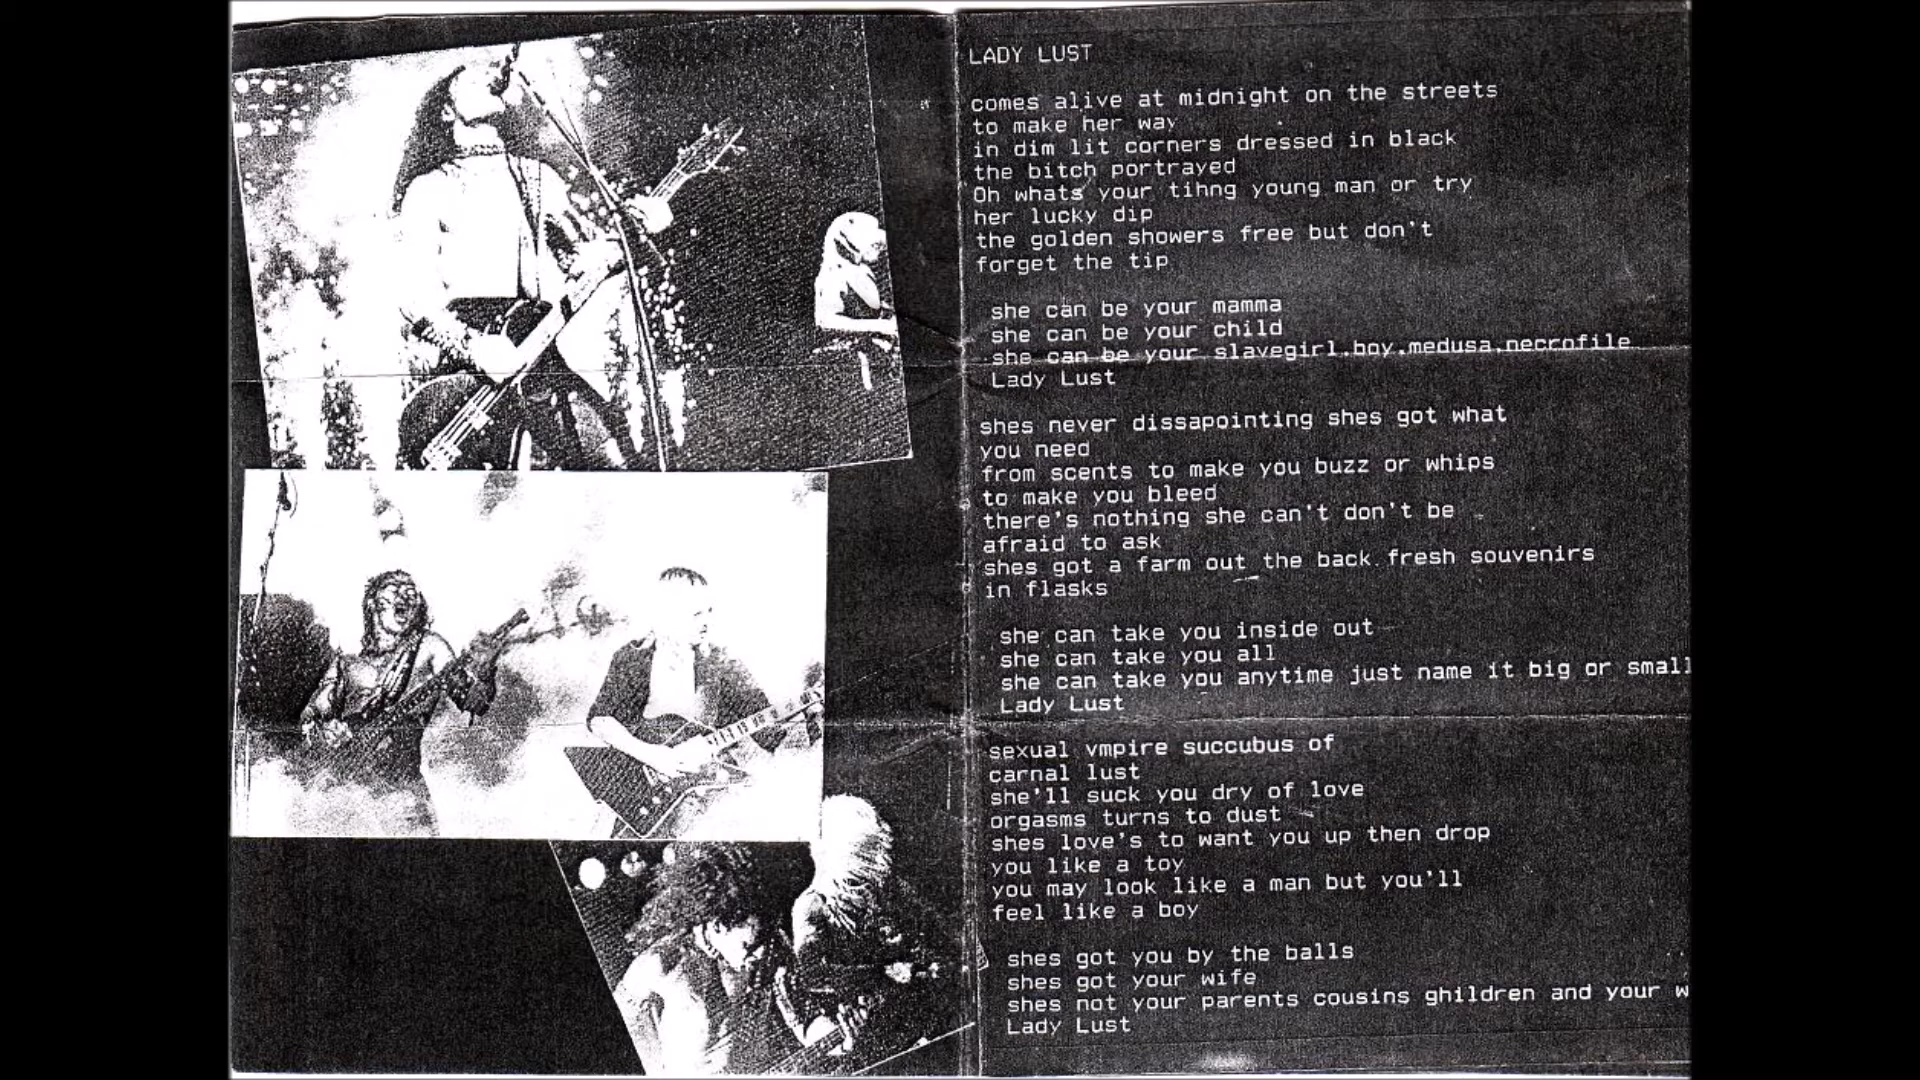 LADY LUST
comes alive at midnight on the streets
to make her way
in dim lit corners dressed in black
the bitch portrayed
Oh whats your tihng young man or try
her lucky dip
the golden showers free but don't
forget the tip
she can be your mamma
she can be your child
she can be your slavegirl,boy,medusa,necrofile
Lady Lust
shes never dissapointing shes got what
you need
from scents to make you buzz or whips
to make you bleed
there's nothing she can't don't be
afraid to ask
shes got a farm out the back fresh souvenirs
in flasks
she can take you inside out
she can take you all
she can take you anytime just name it big or small
Lady Lust
sexual vmpire succubus of
carnal lust
she'll suck you dry of love
orgasms turns to dust
shes love's to want you up then drop
you like a toy
you may look like a man but you'll
feel like a boy
shes got you by the balls
shes got your wife
shes not your parents cousins ghildren and your
Lady Lust